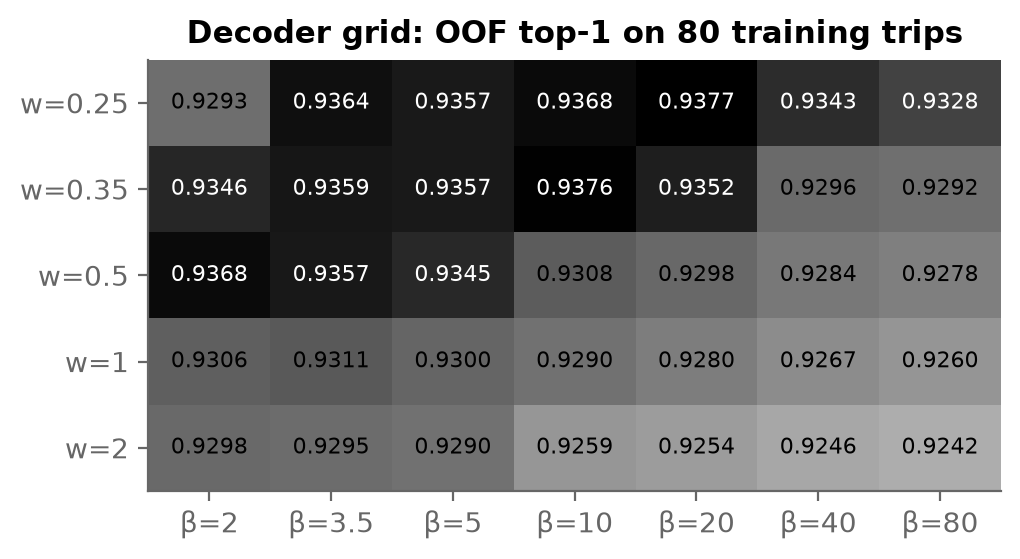 Decoder grid: OOF top-1 on 80 training trips
w=0.25 0.9293 0.9364 0.9357 0.9368 0.9377 0.9343 0.9328
w=0.35 0.9346 0.9359 0.9357 0.9376 0.9352 0.9296 0.9292
w=0.5 0.9368 0.9357 0.9345 0.9308 0.9298 0.9284 0.9278
w=1 0.9306 0.9311 0.9300 0.9290 0.9280 0.9267 0.9260
w=2 0.9298 0.9295 0.9290 0.9259 0.9254 0.9246 0.9242
β=2 β=3.5 β=5 β=10 β=20 β=40 β=80